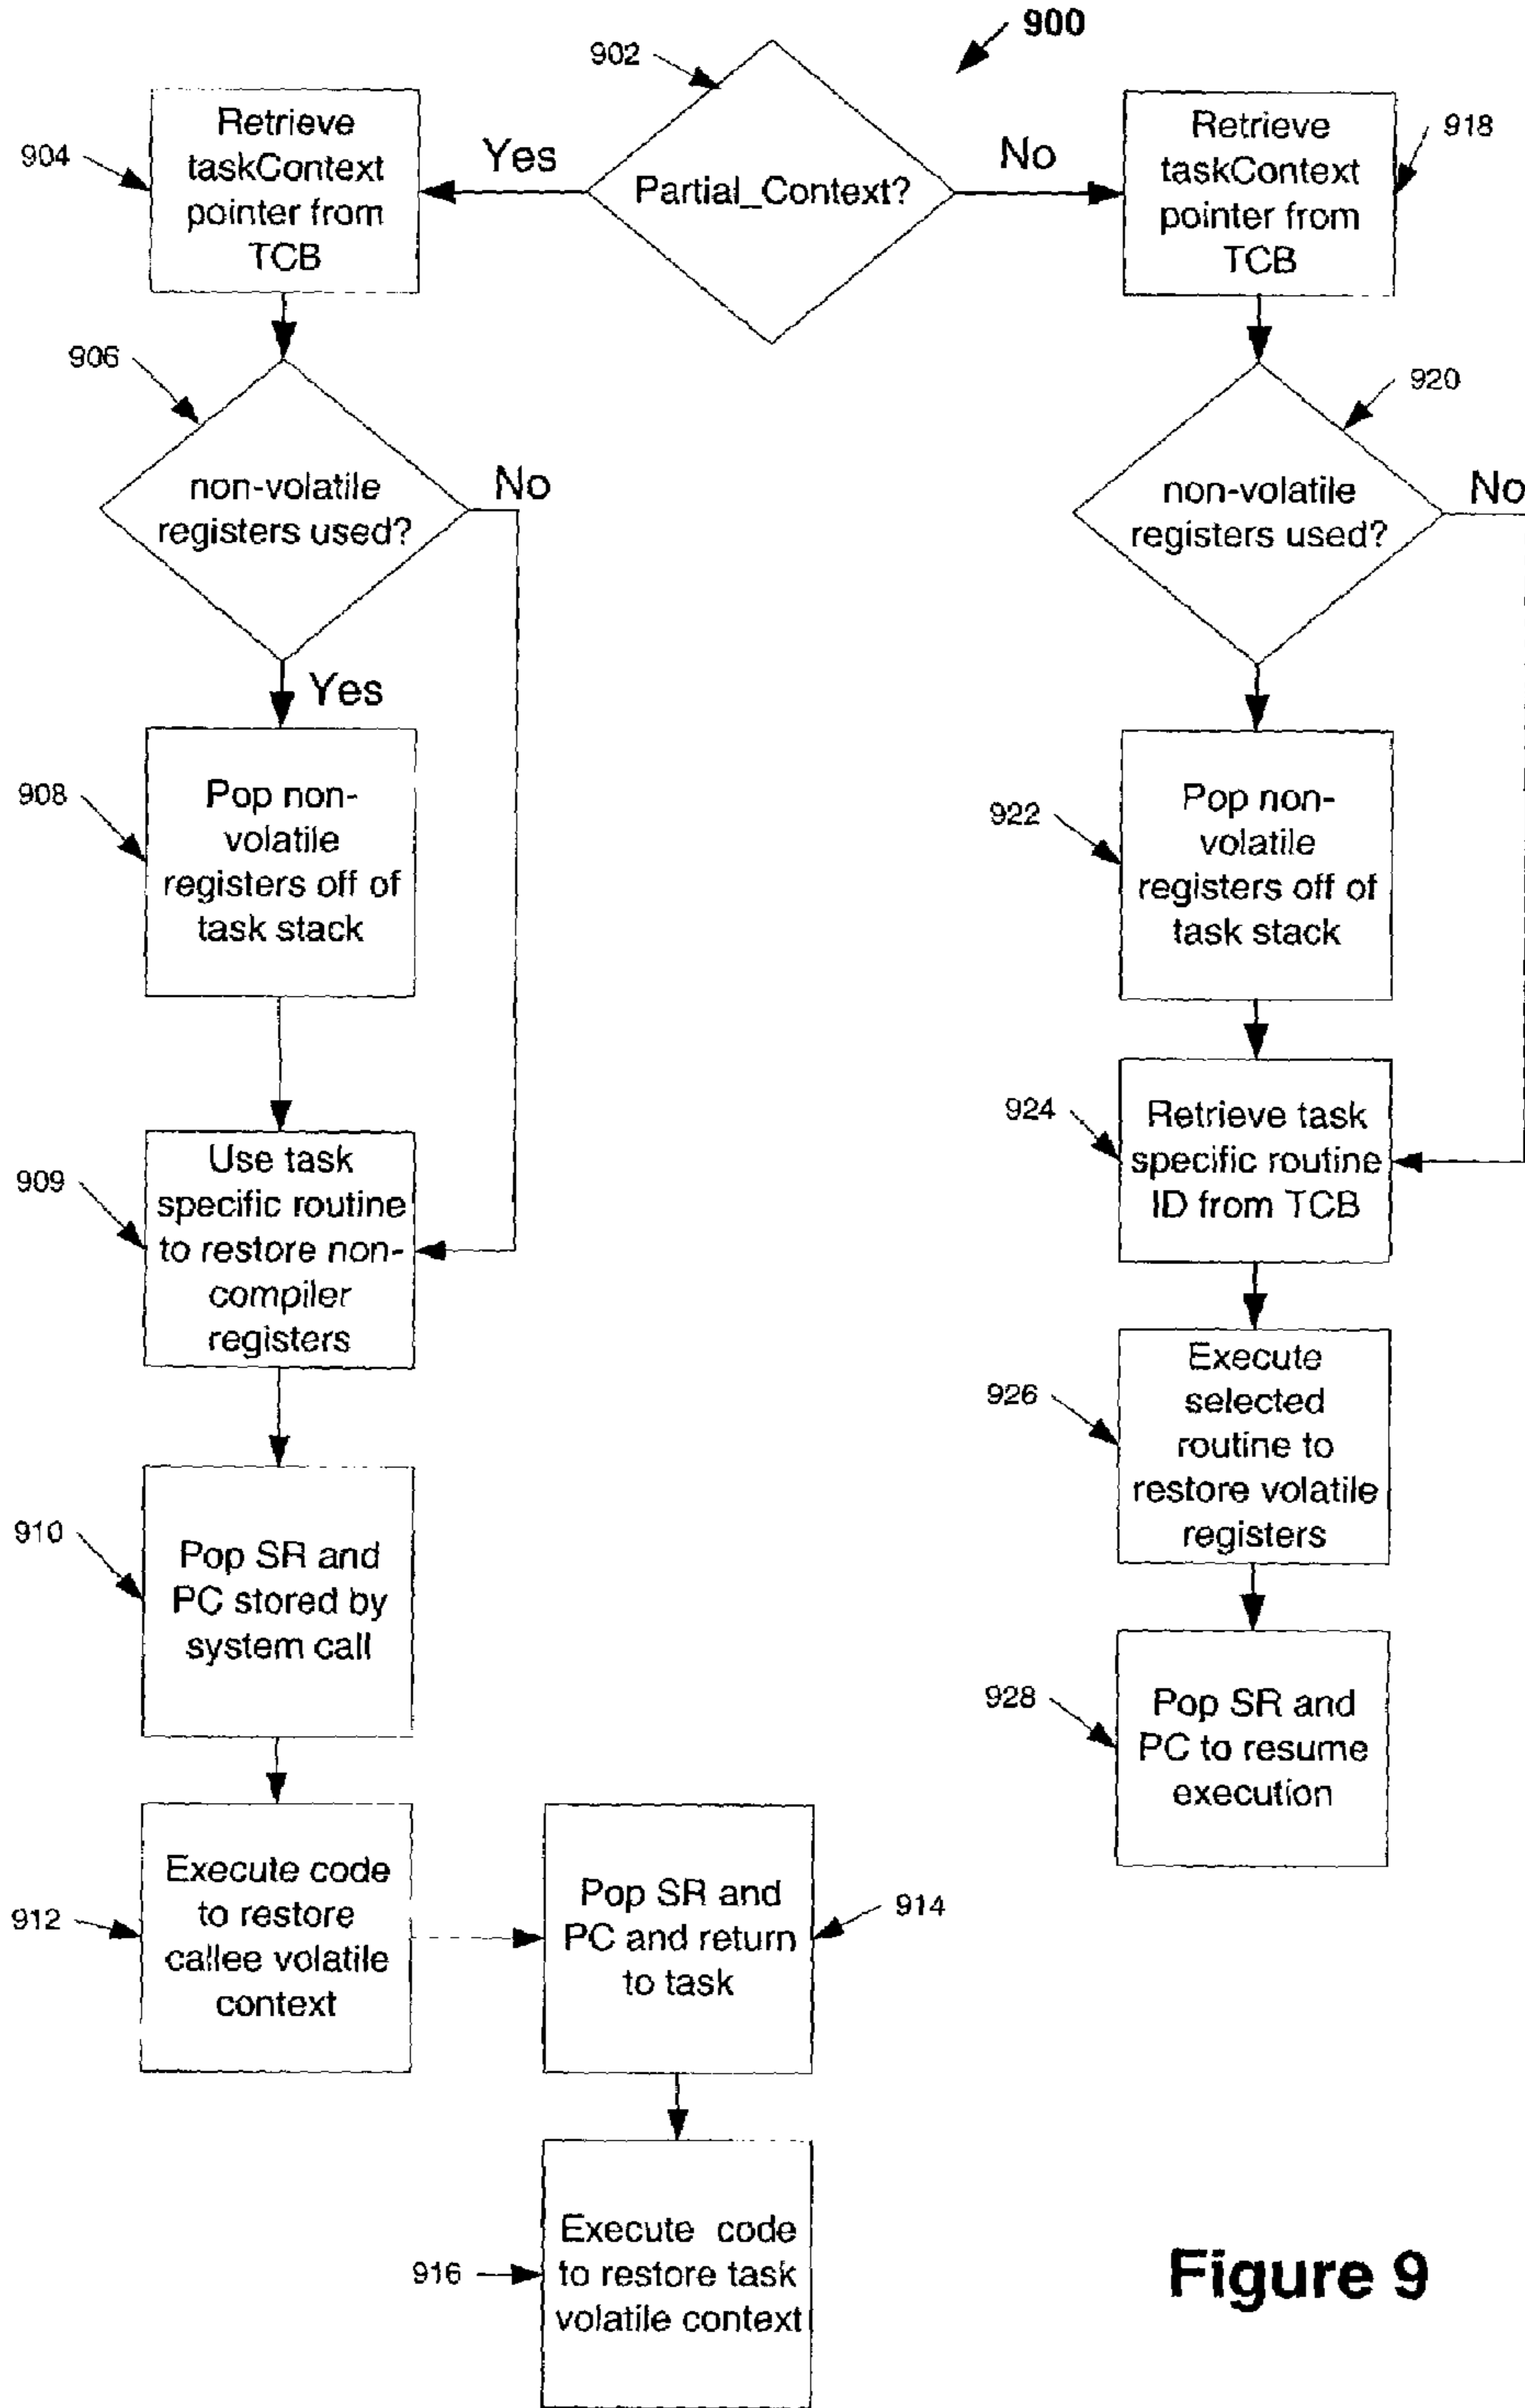 900
902
Partial_Context?
Yes
No
904
Retrieve
taskContext
pointer from
TCB
906
non-volatile
registers used?
No
Yes
908
Pop non-
volatile
registers off of
task stack
909
Use task
specific routine
to restore non-
compiler
registers
910
Pop SR and
PC stored by
system call
912
Execute code
to restore
callee volatile
context
Pop SR and
PC and return
to task
914
916
Execute code
to restore task
volatile context
Retrieve
taskContext
pointer from
TCB
918
920
non-volatile
registers used?
No
922
Pop non-
volatile
registers off of
task stack
924
Retrieve task
specific routine
ID from TCB
926
Execute
selected
routine to
restore volatile
registers
928
Pop SR and
PC to resume
execution
Figure 9